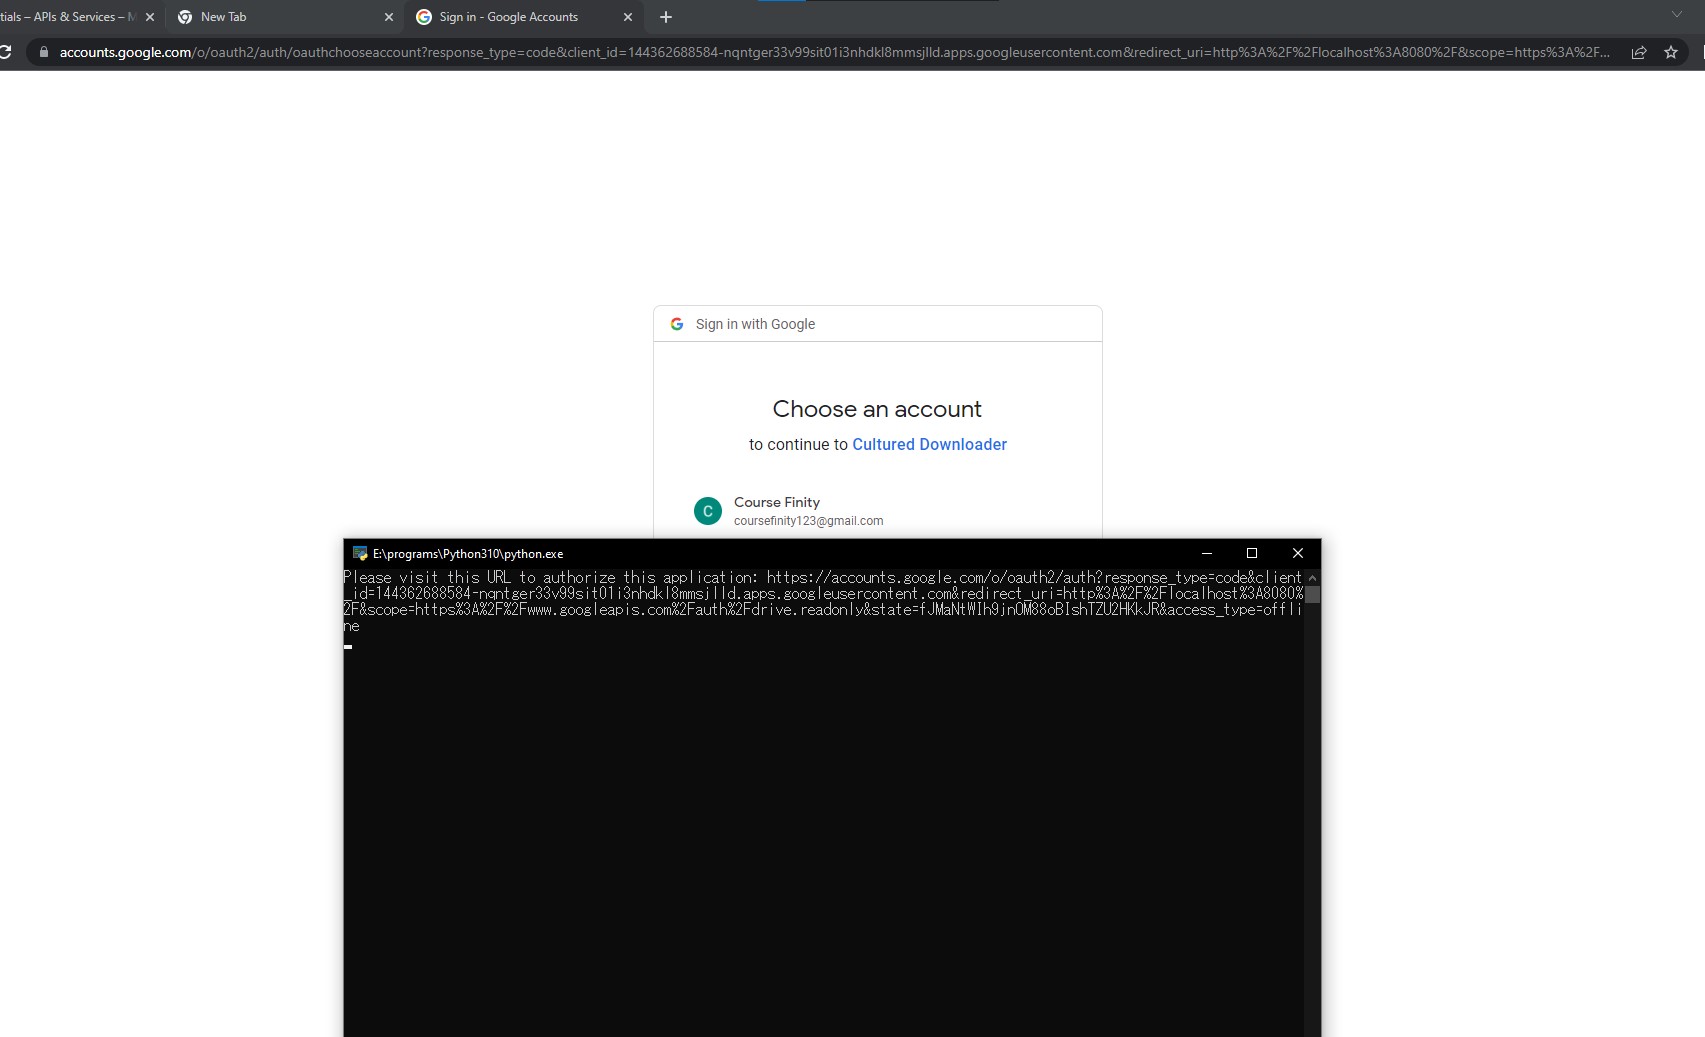 tials – APIs & Services – M
New Tab
Sign in - Google Accounts
accounts.google.com/o/oauth2/auth/oauthchooseaccount?response_type=code&client_id=144362688584-nqntger33v99sit01i3nhdkl8mmsjlld.apps.googleusercontent.com&redirect_uri=http%3A%2F%2Flocalhost%3A8080%2F&scope=https%3A%2F...
Sign in with Google
Choose an account
to continue to Cultured Downloader
C
Course Finity
coursefinity123@gmail.com
E:\programs\Python310\python.exe
Please visit this URL to authorize this application: https://accounts.google.com/o/oauth2/auth?response_type=code&client
_id=144362688584-nqntger33v99sit01i3nhdkl8mmsjlld.apps.googleusercontent.com&redirect_uri=http%3A%2F%2Flocalhost%3A8080%
2F&scope=https%3A%2F%2Fwww.googleapis.com%2Fauth%2Fdrive.readonly&state=fJMaNtWIh9jnOM88oBIshTZU2HKkJR&access_type=offli
ne